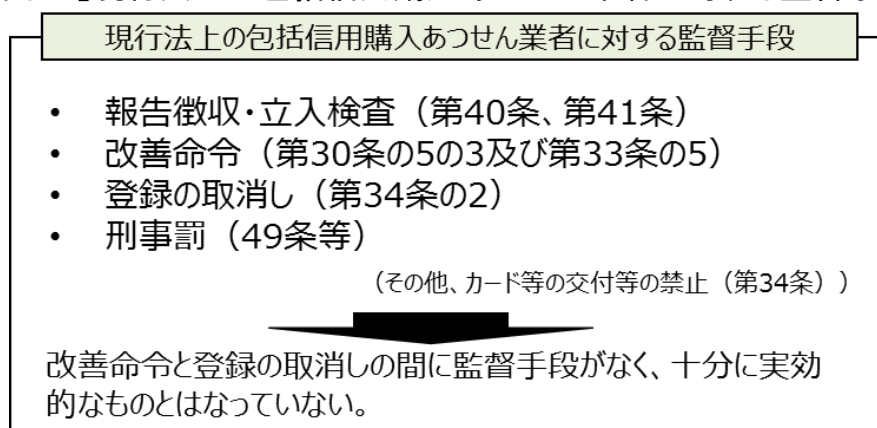 現行法上の包括信用購入あつせん業者に対する監督手段
• 報告徴収・立入検査（第40条、第41条）
• 改善命令（第30条の5の3及び第33条の5）
• 登録の取消し（第34条の2）
• 刑事罰（49条等）
（その他、カード等の交付等の禁止（第34条））
改善命令と登録の取消しの間に監督手段がなく、十分に実効
的なものとはなっていない。